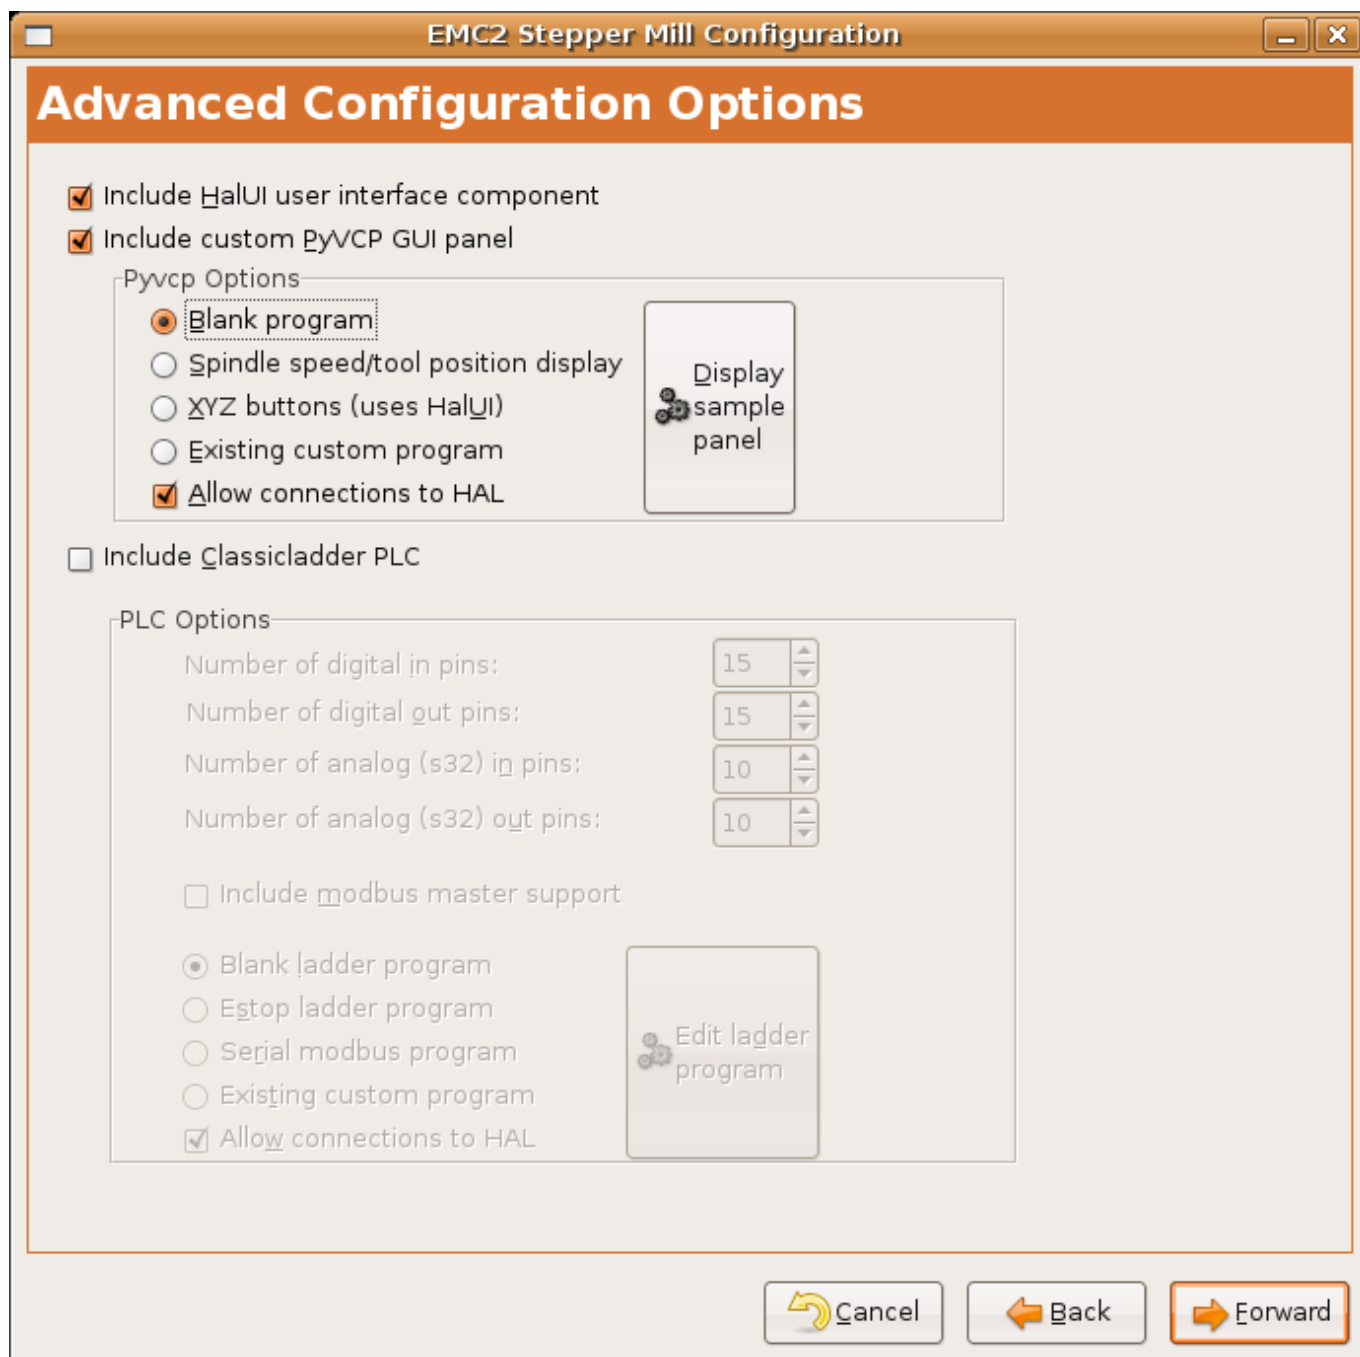 EMC2 Stepper Mill Configuration
Advanced Configuration Options
Include HalUI user interface component
Include custom PyVCP GUI panel
Pyvcp Options
Blank program
Spindle speed/tool position display
XYZ buttons (uses HalUI)
Existing custom program
Allow connections to HAL
Display
sample
panel
Include Classicladder PLC
PLC Options
Number of digital in pins: 15
Number of digital out pins: 15
Number of analog (s32) in pins: 10
Number of analog (s32) out pins: 10
Include modbus master support
Blank ladder program
Estop ladder program
Serial modbus program
Existing custom program
Allow connections to HAL
Edit ladder
program
Cancel Back Forward